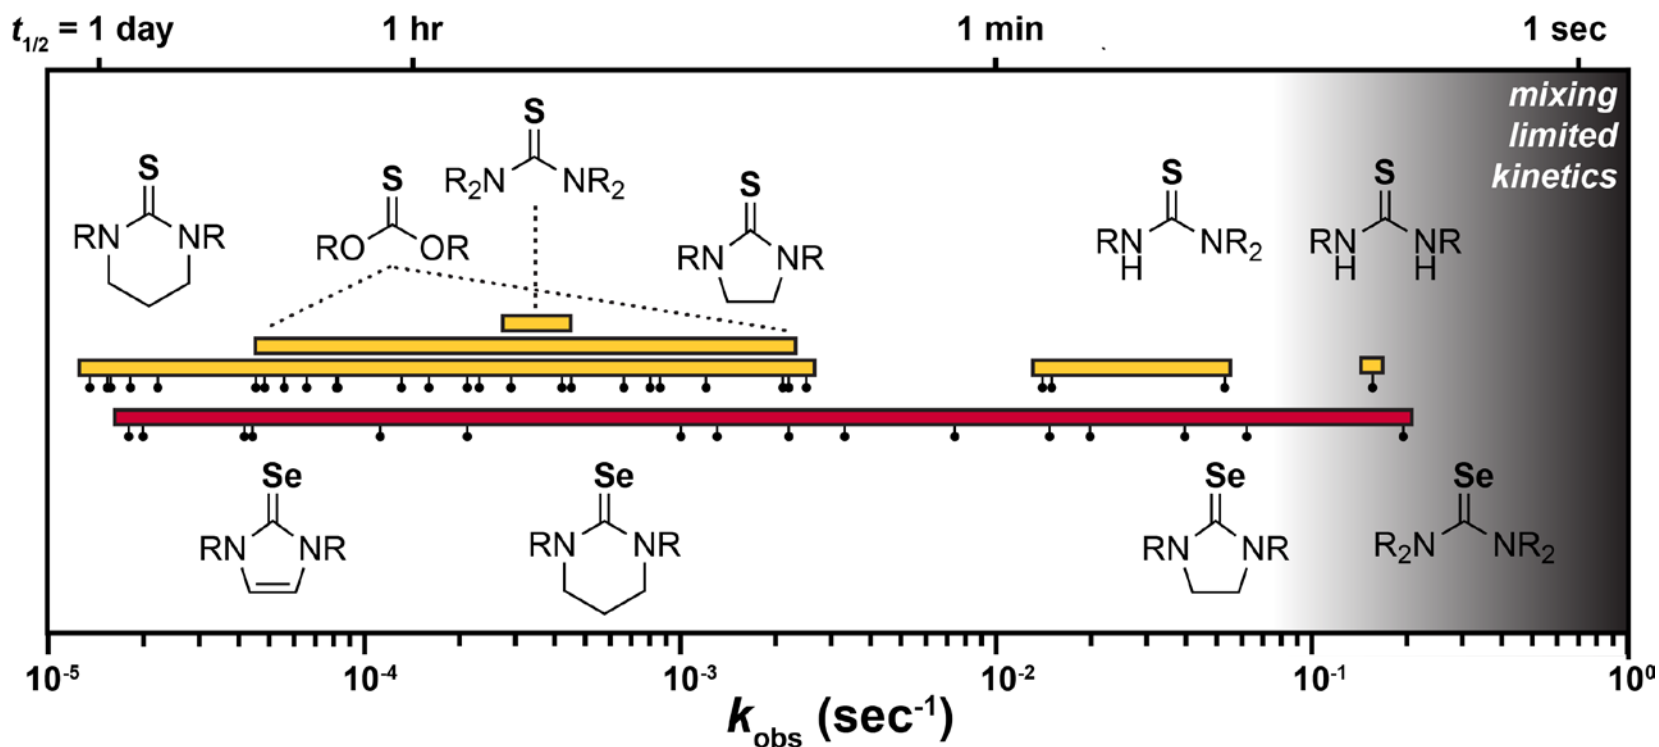 t1/2 = 1 day 1 hr 1 min 1 sec
mixing
limited
kinetics
S
RN NR
S
RO OR
S
R2N NR2
S
RN NR
S
RN NR2
H
S
RN NR
H H
Se
RN NR
Se
RN NR
Se
RN NR
Se
R2N NR2
10-5 10-4 10-3 10-2 10-1 100
kobs (sec-1)